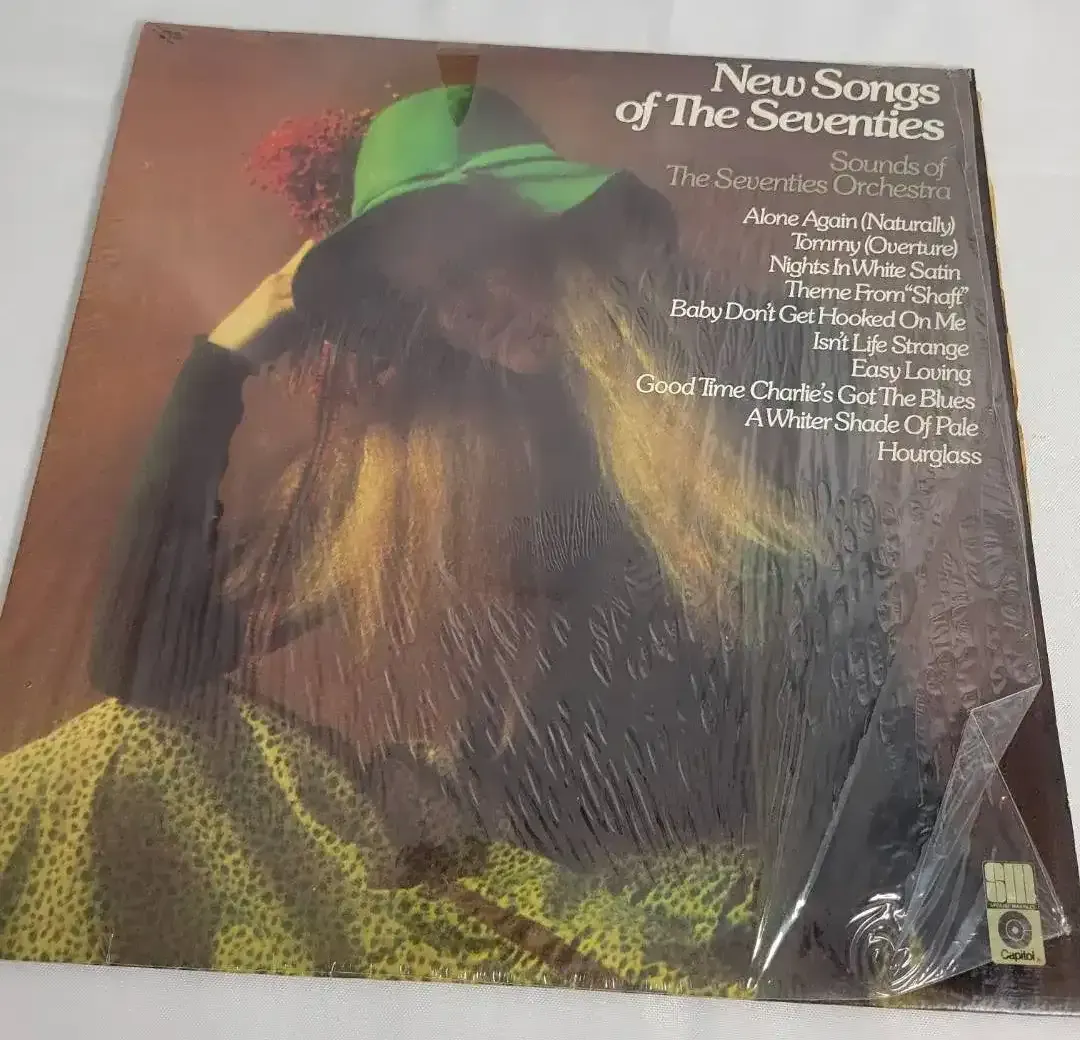 New Songs
of The Seventies
Sounds of
The Seventies Orchestra
Alone Again (Naturally)
Tommy (Overture)
Nights In White Satin
Theme From "Shaft"
Baby Don't Get Hooked On Me
Isn't Life Strange
Easy Loving
Good Time Charlie's Got The Blues
A Whiter Shade Of Pale
Hourglass
SM
Capitol